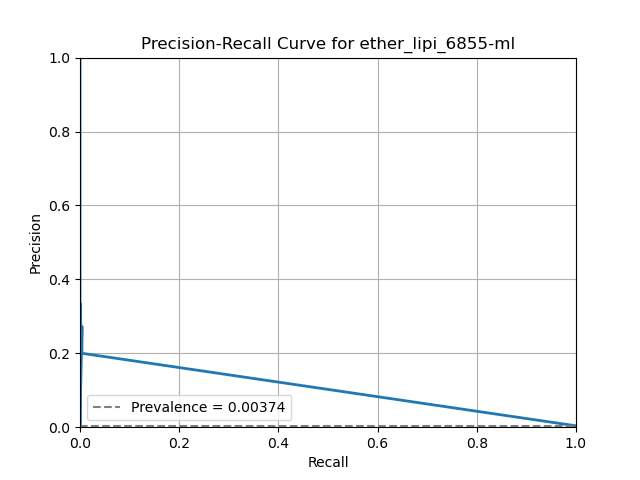 Precision-Recall Curve for ether_lipi_6855-ml
1.0
0.8
0.6
0.4
0.2
0.0
Precision
Prevalence = 0.00374
0.0 0.2 0.4 0.6 0.8 1.0
Recall